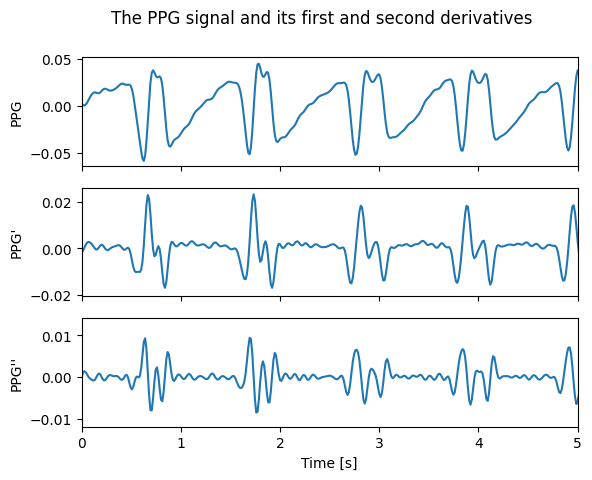 The PPG signal and its first and second derivatives
0.05
0.00
−0.05
PPG
0.02
0.00
−0.02
PPG'
0.01
0.00
−0.01
PPG''
0 1 2 3 4 5
Time [s]